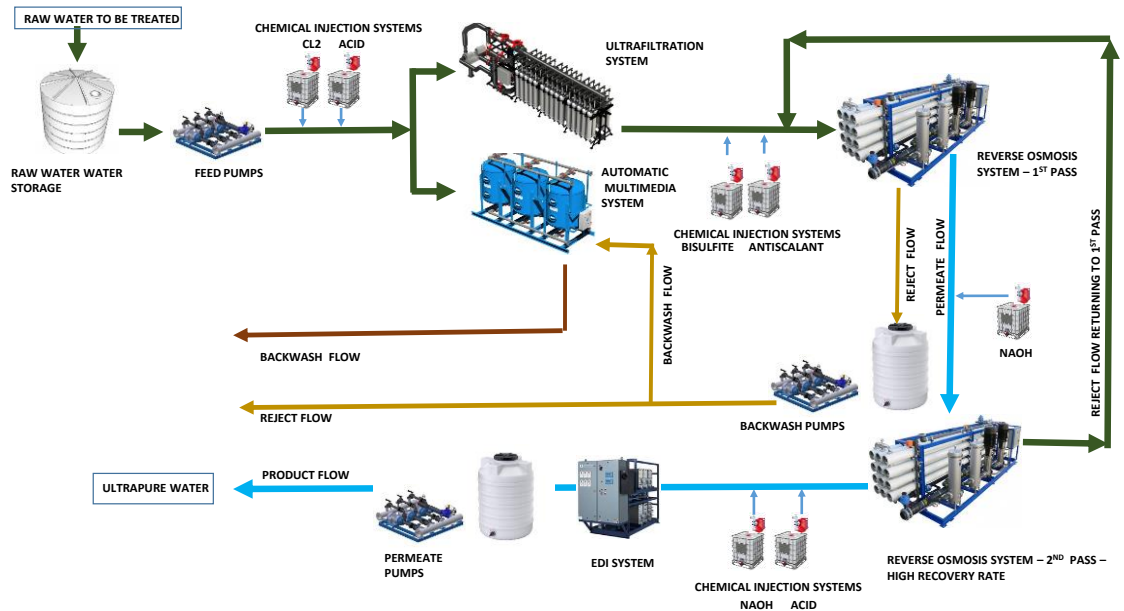 RAW WATER TO BE TREATED
CHEMICAL INJECTION SYSTEMS
CL2 ACID
ULTRAFILTRATION
SYSTEM
RAW WATER WATER
STORAGE
FEED PUMPS
AUTOMATIC
MULTIMEDIA
SYSTEM
CHEMICAL INJECTION SYSTEMS
BISULFITE ANTISCALANT
REVERSE OSMOSIS
SYSTEM – 1ST PASS
REJECT FLOW
PERMEATE FLOW
NAOH
REJECT FLOW RETURNING TO 1ST PASS
BACKWASH FLOW
BACKWASH FLOW
REJECT FLOW
BACKWASH PUMPS
ULTRAPURE WATER
PRODUCT FLOW
PERMEATE
PUMPS
EDI SYSTEM
CHEMICAL INJECTION SYSTEMS
NAOH ACID
REVERSE OSMOSIS SYSTEM – 2ND PASS –
HIGH RECOVERY RATE